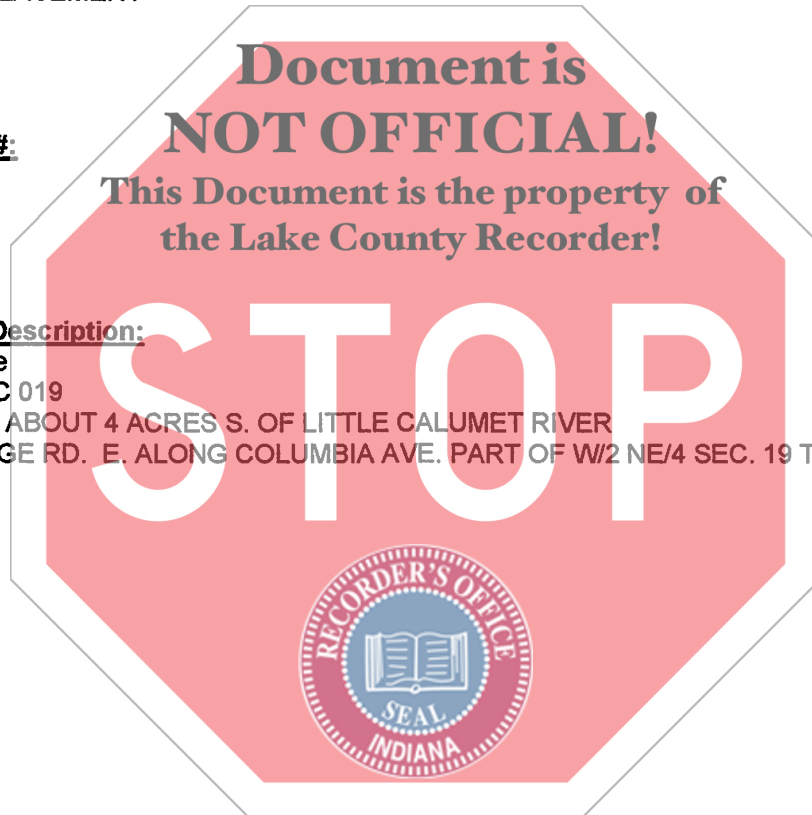 Document is
NOT OFFICIAL!
#:
This Document is the property of
the Lake County Recorder!
Description:
019
ABOUT 4 ACRES S. OF LITTLE CALUMET RIVER
RD. E. ALONG COLUMBIA AVE. PART OF W/2 NE/4 SEC. 19
STOP
RECORDER'S OFFICE
SEAL
INDIANA